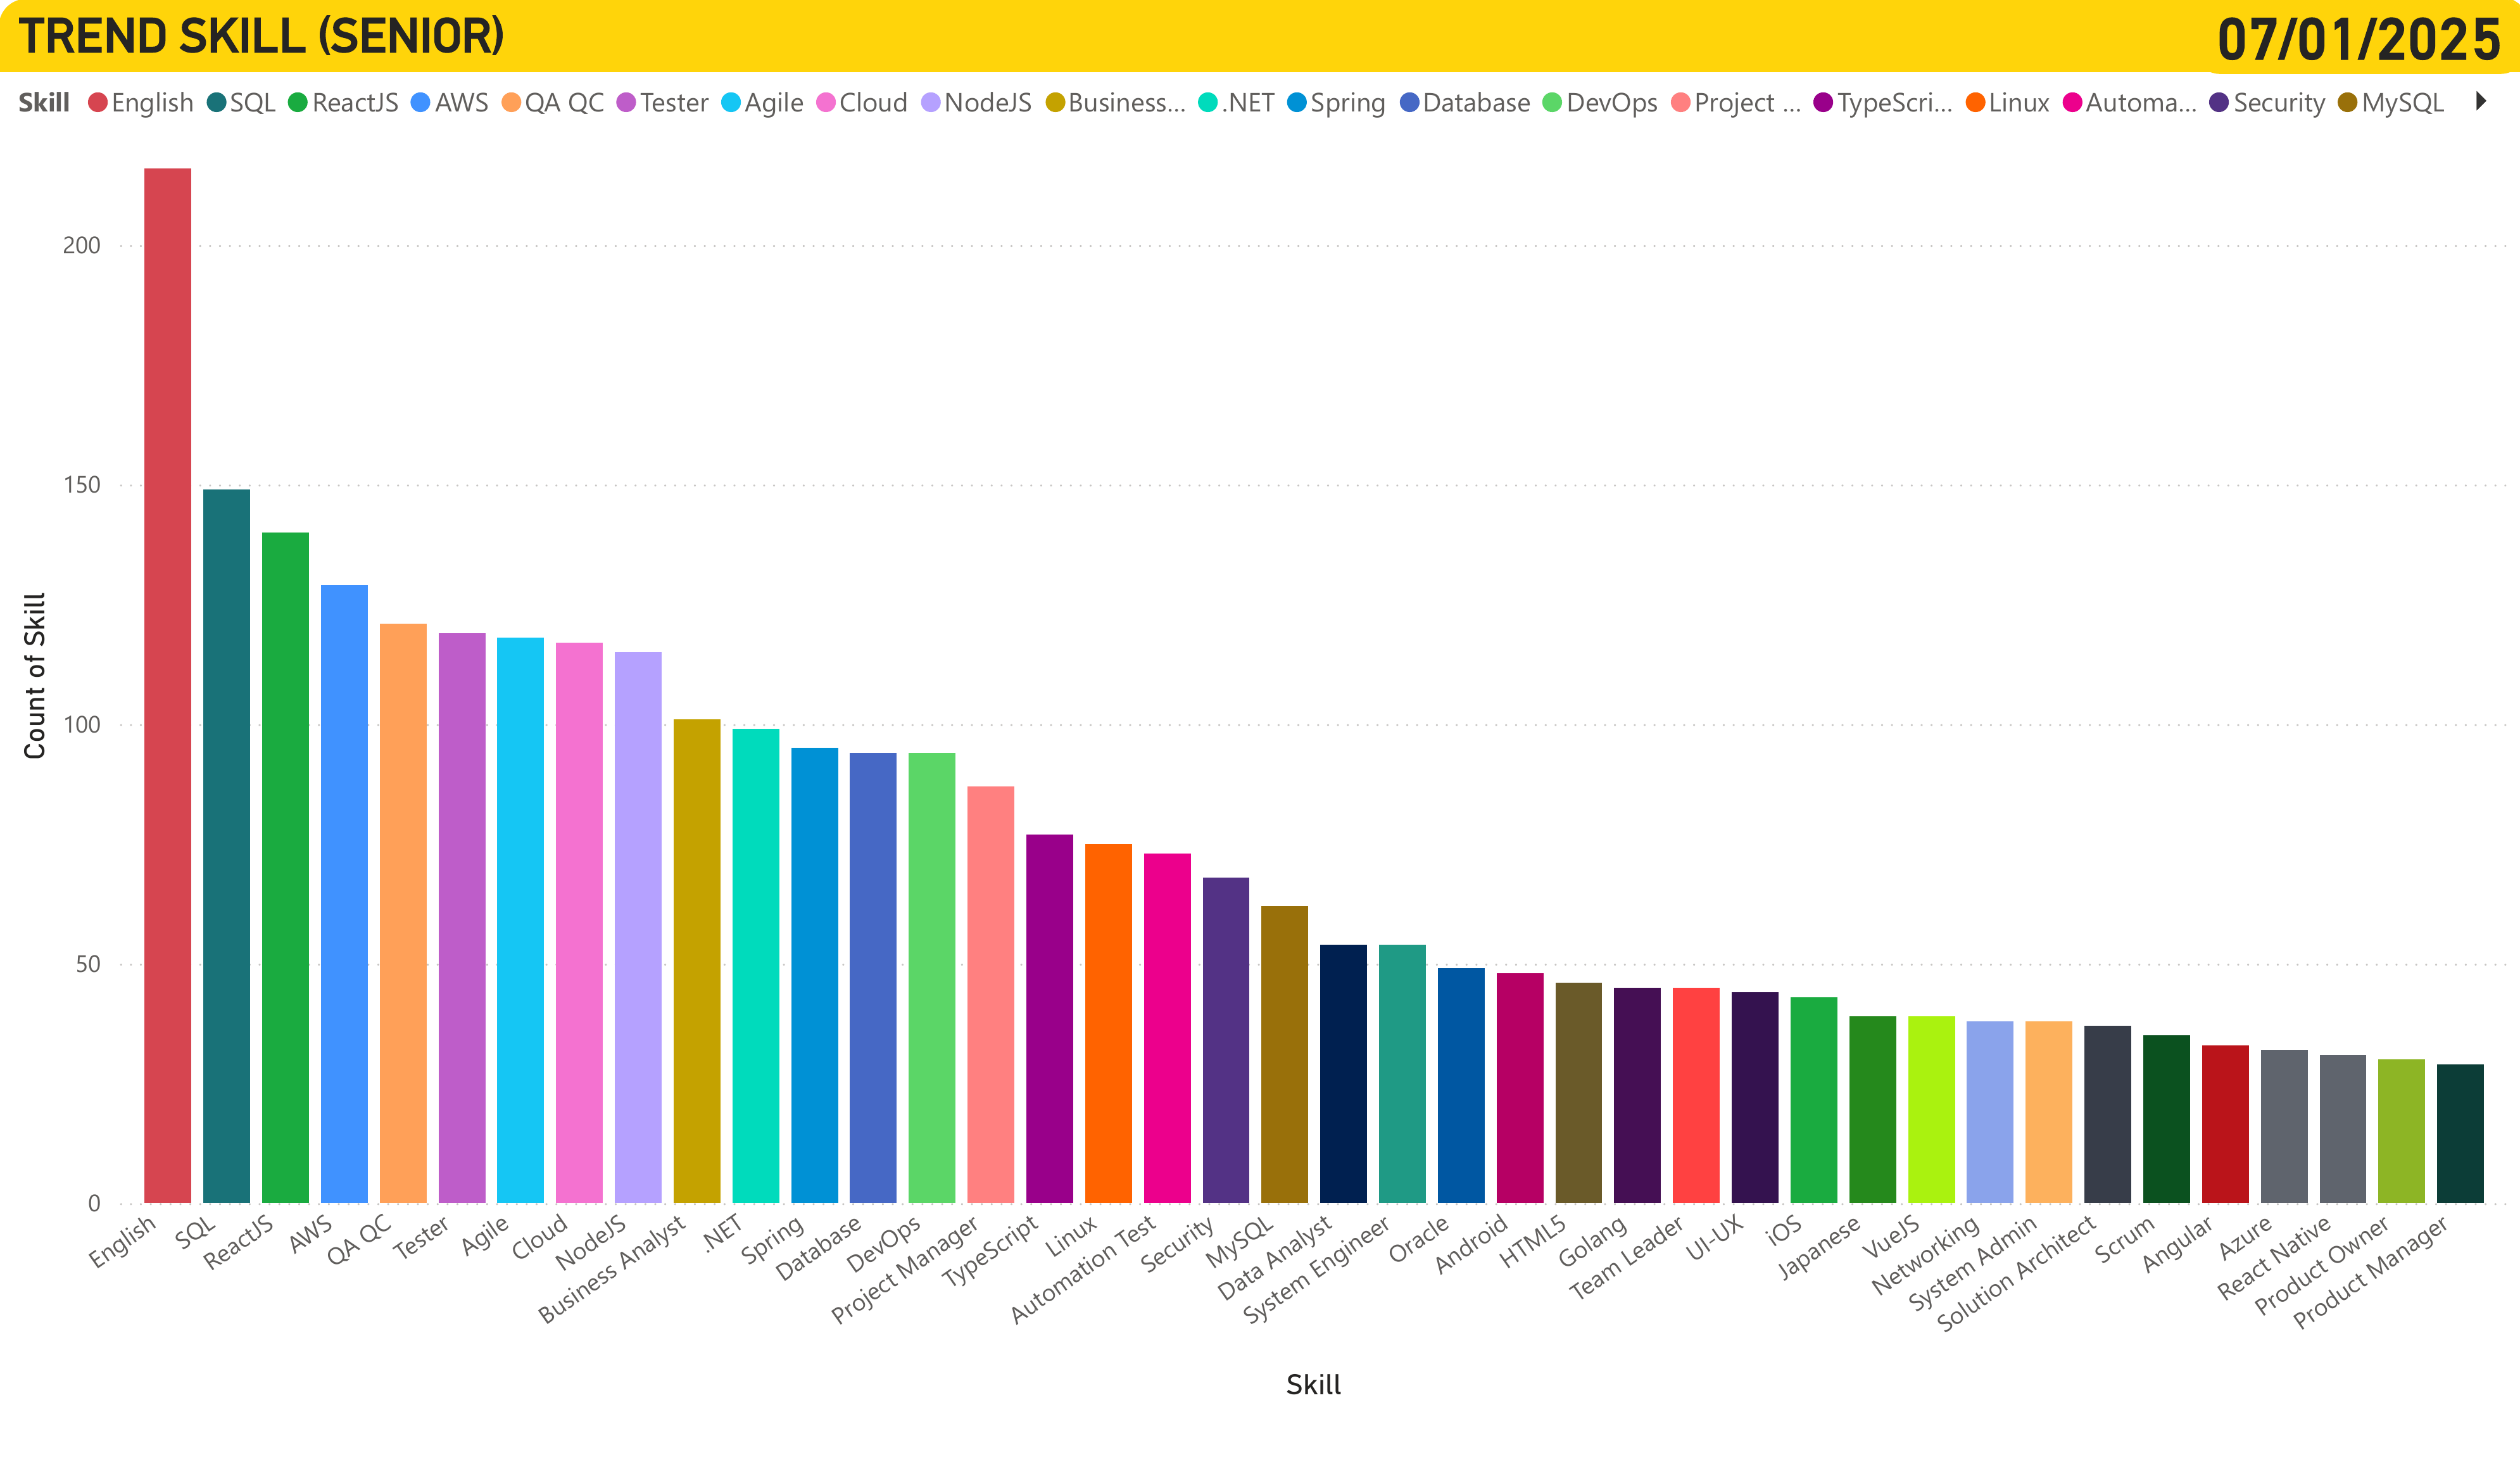 TREND SKILL (SENIOR)
07/01/2025
Skill English SQL ReactJS AWS QA QC Tester Agile Cloud NodeJS Business... .NET Spring Database DevOps Project ... TypeScri... Linux Automa... Security MySQL
Count of Skill
200
150
100
50
0
English
SQL
ReactJS
AWS
QA QC
Tester
Agile
Cloud
NodeJS
Business Analyst
.NET
Spring
Database
DevOps
Project Manager
TypeScript
Linux
Automation Test
Security
MySQL
Data Analyst
System Engineer
Oracle
Android
HTML5
Golang
Team Leader
UI-UX
iOS
Japanese
VueJS
Networking
System Admin
Solution Architect
Scrum
Angular
Azure
React Native
Product Owner
Product Manager
Skill